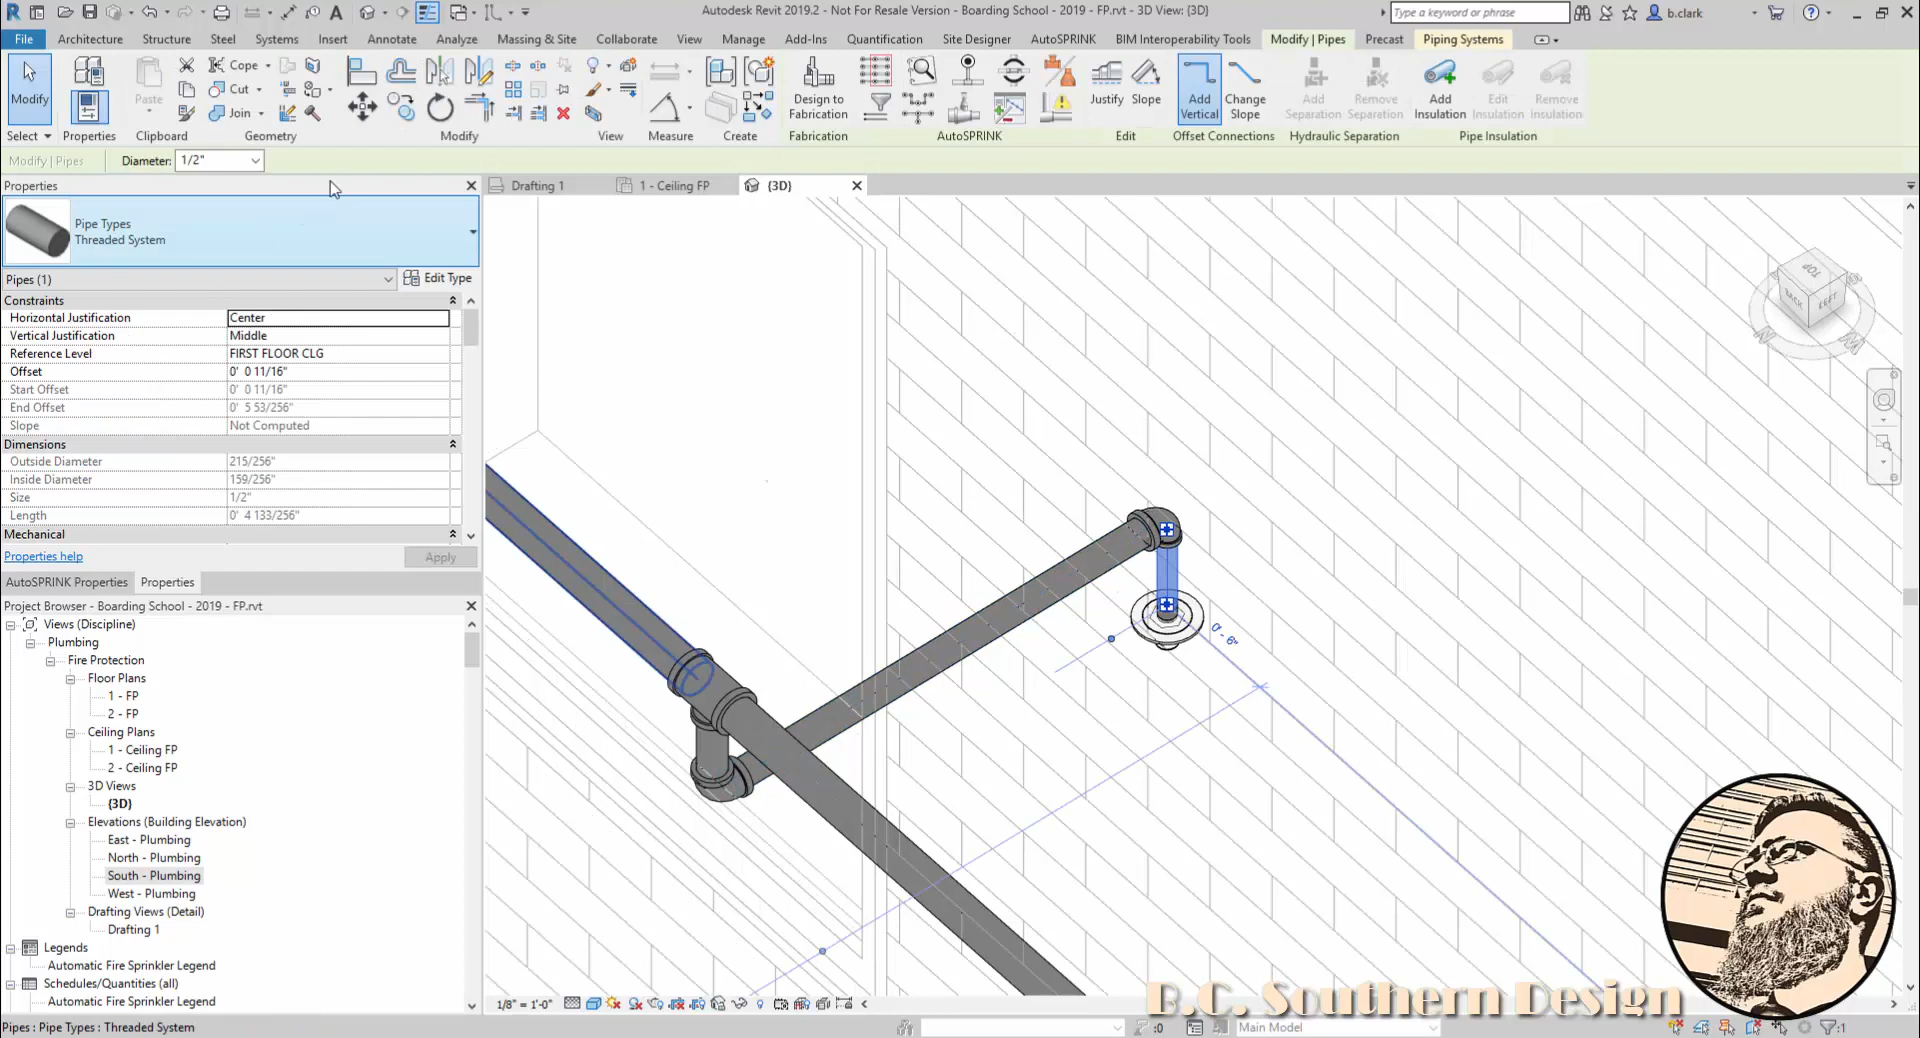 Autodesk Revit 2019.2 - Not For Resale Version - Boarding School - 2019 - FP.rvt - 3D View: {3D}
Type a keyword or phrase
b.clark
File Architecture Structure Steel Systems Insert Annotate Analyze Massing & Site Collaborate View Manage Add-Ins Quantification Site Designer AutoSPRINK BIM Interoperability Tools Modify | Pipes Precast Piping Systems
Modify
Paste
Cope
Cut
Join
Design to Fabrication
Justify
Slope
Add Vertical
Change Slope
Add Separation
Remove Separation
Add Insulation
Edit Insulation
Remove Insulation
Select Properties Clipboard Geometry Modify View Measure Create Fabrication AutoSPRINK Edit Offset Connections Hydraulic Separation Pipe Insulation
Modify | Pipes Diameter: 1/2"
Properties
Drafting 1
1 - Ceiling FP
{3D}
Pipe Types
Threaded System
Pipes (1) Edit Type
Constraints
Horizontal Justification Center
Vertical Justification Middle
Reference Level FIRST FLOOR CLG
Offset 0' 0 11/16"
Start Offset 0' 0 11/16"
End Offset 0' 5 53/256"
Slope Not Computed
Dimensions
Outside Diameter 215/256"
Inside Diameter 159/256"
Size 1/2"
Length 0' 4 133/256"
Mechanical
Properties help Apply
AutoSPRINK Properties Properties
Project Browser - Boarding School - 2019 - FP.rvt
Views (Discipline)
Plumbing
Fire Protection
Floor Plans
1 - FP
2 - FP
Ceiling Plans
1 - Ceiling FP
2 - Ceiling FP
3D Views
{3D}
Elevations (Building Elevation)
East - Plumbing
North - Plumbing
South - Plumbing
West - Plumbing
Drafting Views (Detail)
Drafting 1
Legends
Automatic Fire Sprinkler Legend
Schedules/Quantities (all)
Automatic Fire Sprinkler Legend
TOP
BACK
LEFT
N
0' - 6"
B.C. Southern Design
1/8" = 1'-0"
Pipes : Pipe Types : Threaded System
:0
Main Model
:1